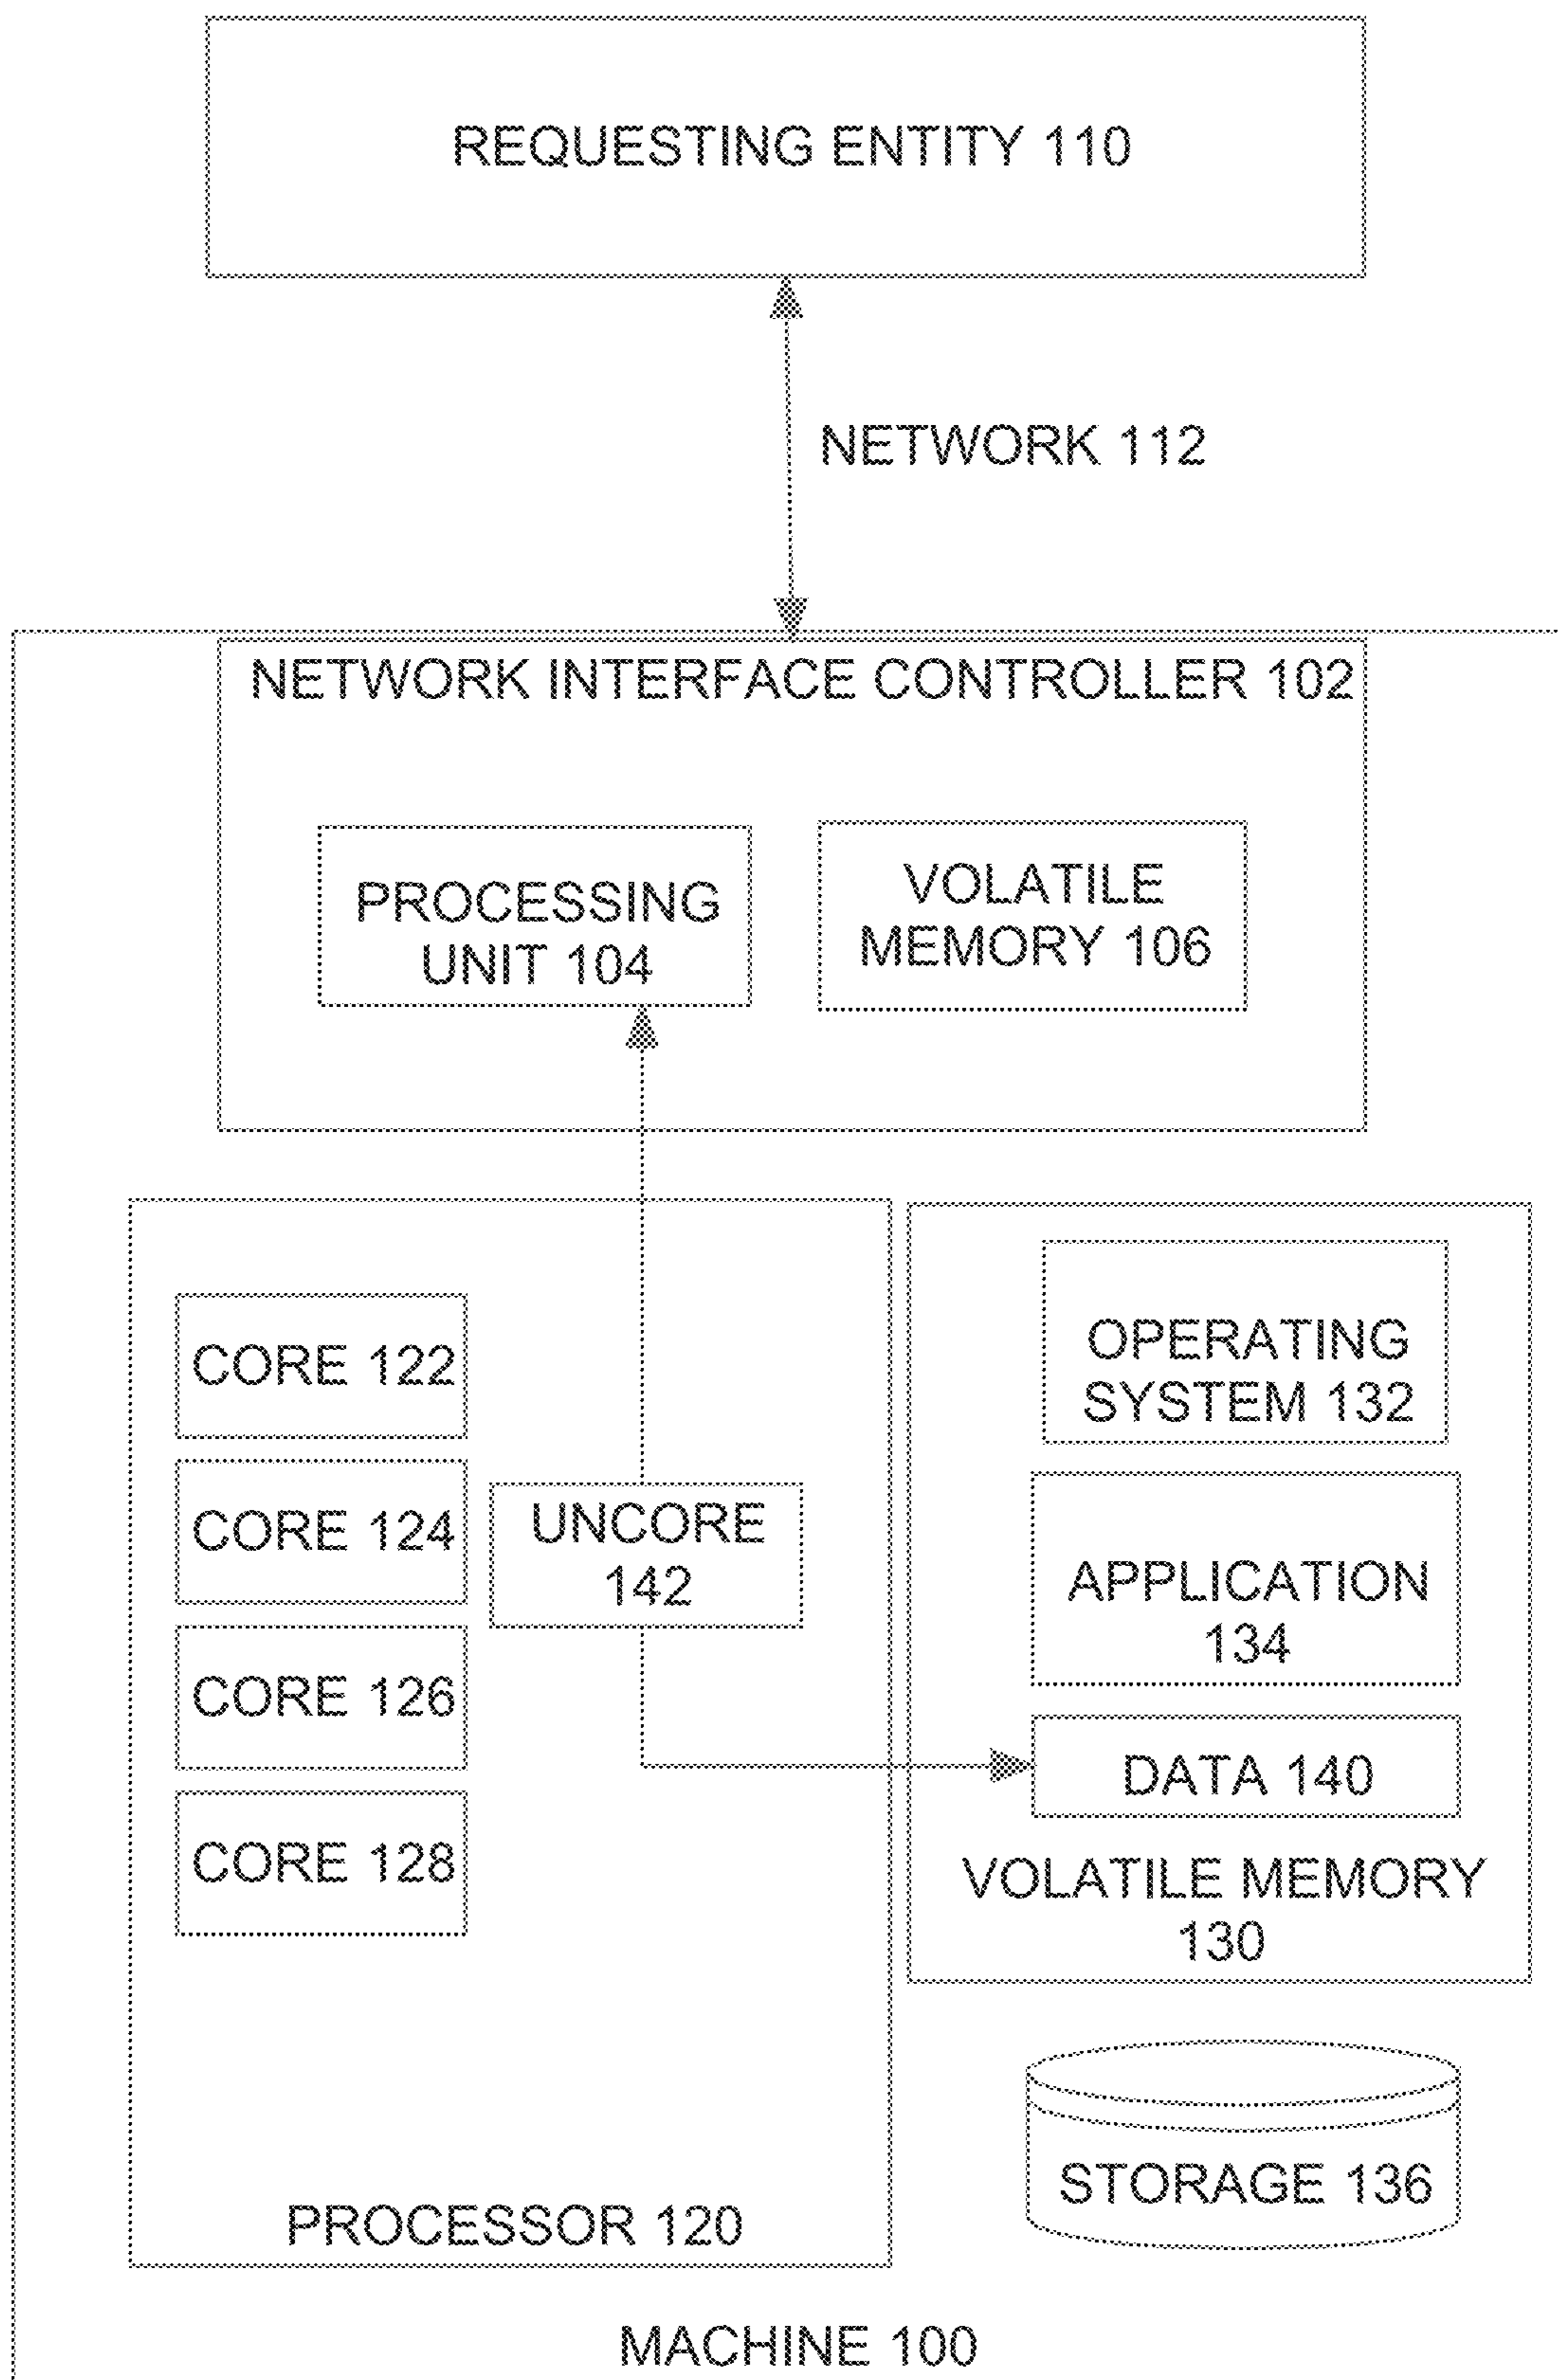 REQUESTING ENTITY 110
NETWORK 112
NETWORK INTERFACE CONTROLLER 102
PROCESSING
UNIT 104
VOLATILE
MEMORY 106
CORE 122
CORE 124
CORE 126
CORE 128
UNCORE
142
PROCESSOR 120
OPERATING
SYSTEM 132
APPLICATION
134
DATA 140
VOLATILE MEMORY
130
STORAGE 136
MACHINE 100